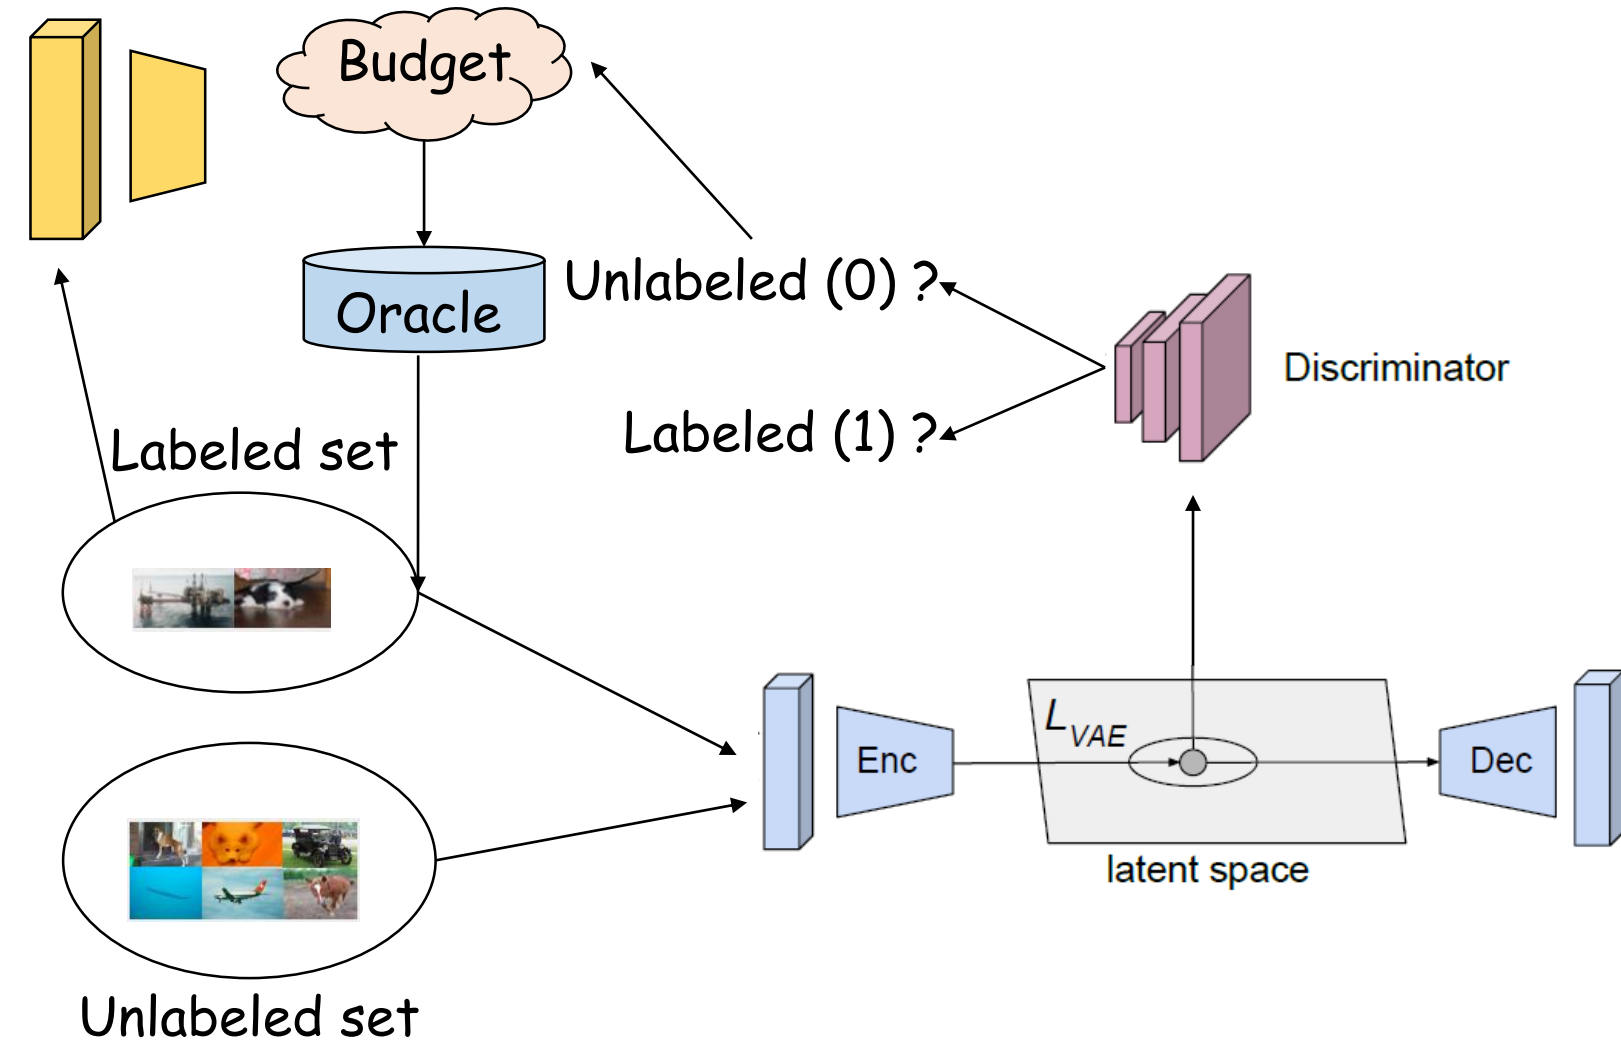 Budget
Oracle
Unlabeled (0) ?
Discriminator
Labeled (1) ?
Labeled set
L VAE
Enc
Dec
latent space
Unlabeled set